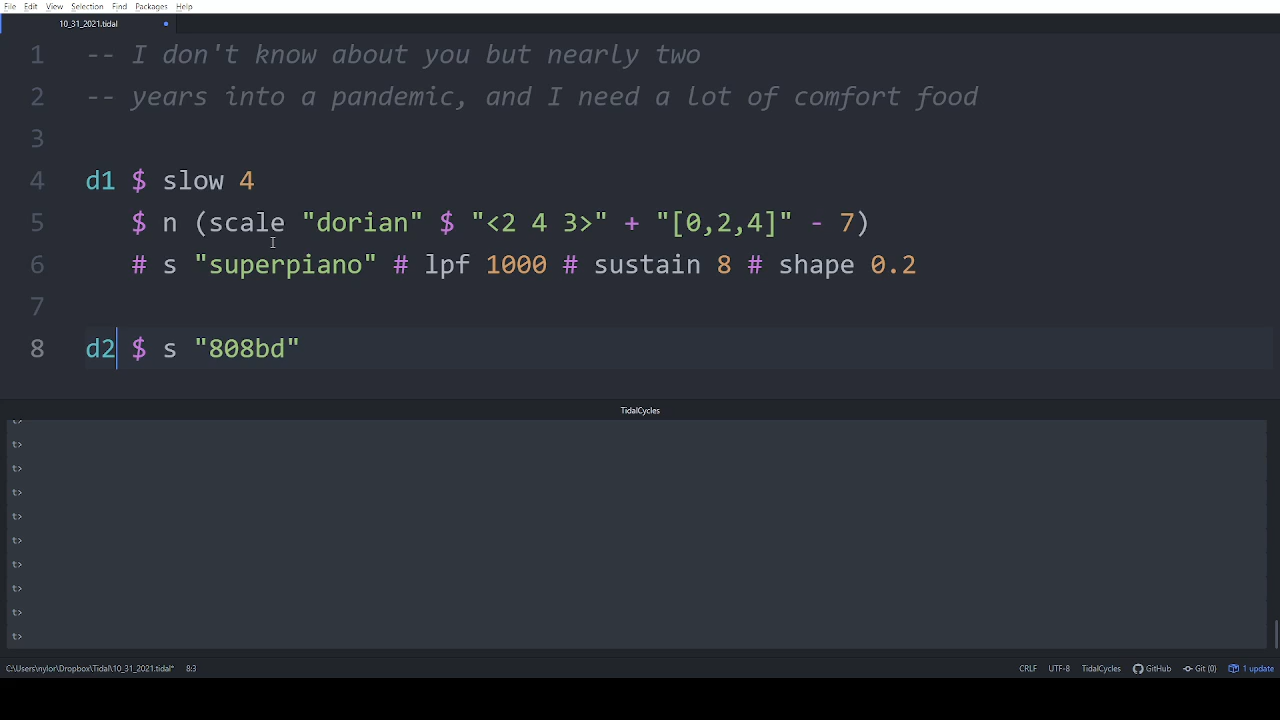 File Edit View Selection Find Packages Help
10_31_2021.tidal
1 -- I don't know about you but nearly two
2 -- years into a pandemic, and I need a lot of comfort food
3
4 d1 $ slow 4
5 $ n (scale "dorian" $ "<2 4 3>" + "[0,2,4]" - 7)
6 # s "superpiano" # lpf 1000 # sustain 8 # shape 0.2
7
8 d2 $ s "808bd"
TidalCycles
t>
t>
t>
t>
t>
t>
t>
t>
t>
t>
C:\Users\nylor\Dropbox\Tidal\10_31_2021.tidal* 8:3 CRLF UTF-8 TidalCycles GitHub Git (0) 1 update